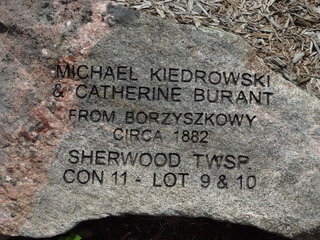 MICHAEL KIEDROWSKI
& CATHERINE BURANT
FROM BORZYSZKOWY
CIRCA 1882
SHERWOOD TWSP
CON 11 - LOT 9 & 10